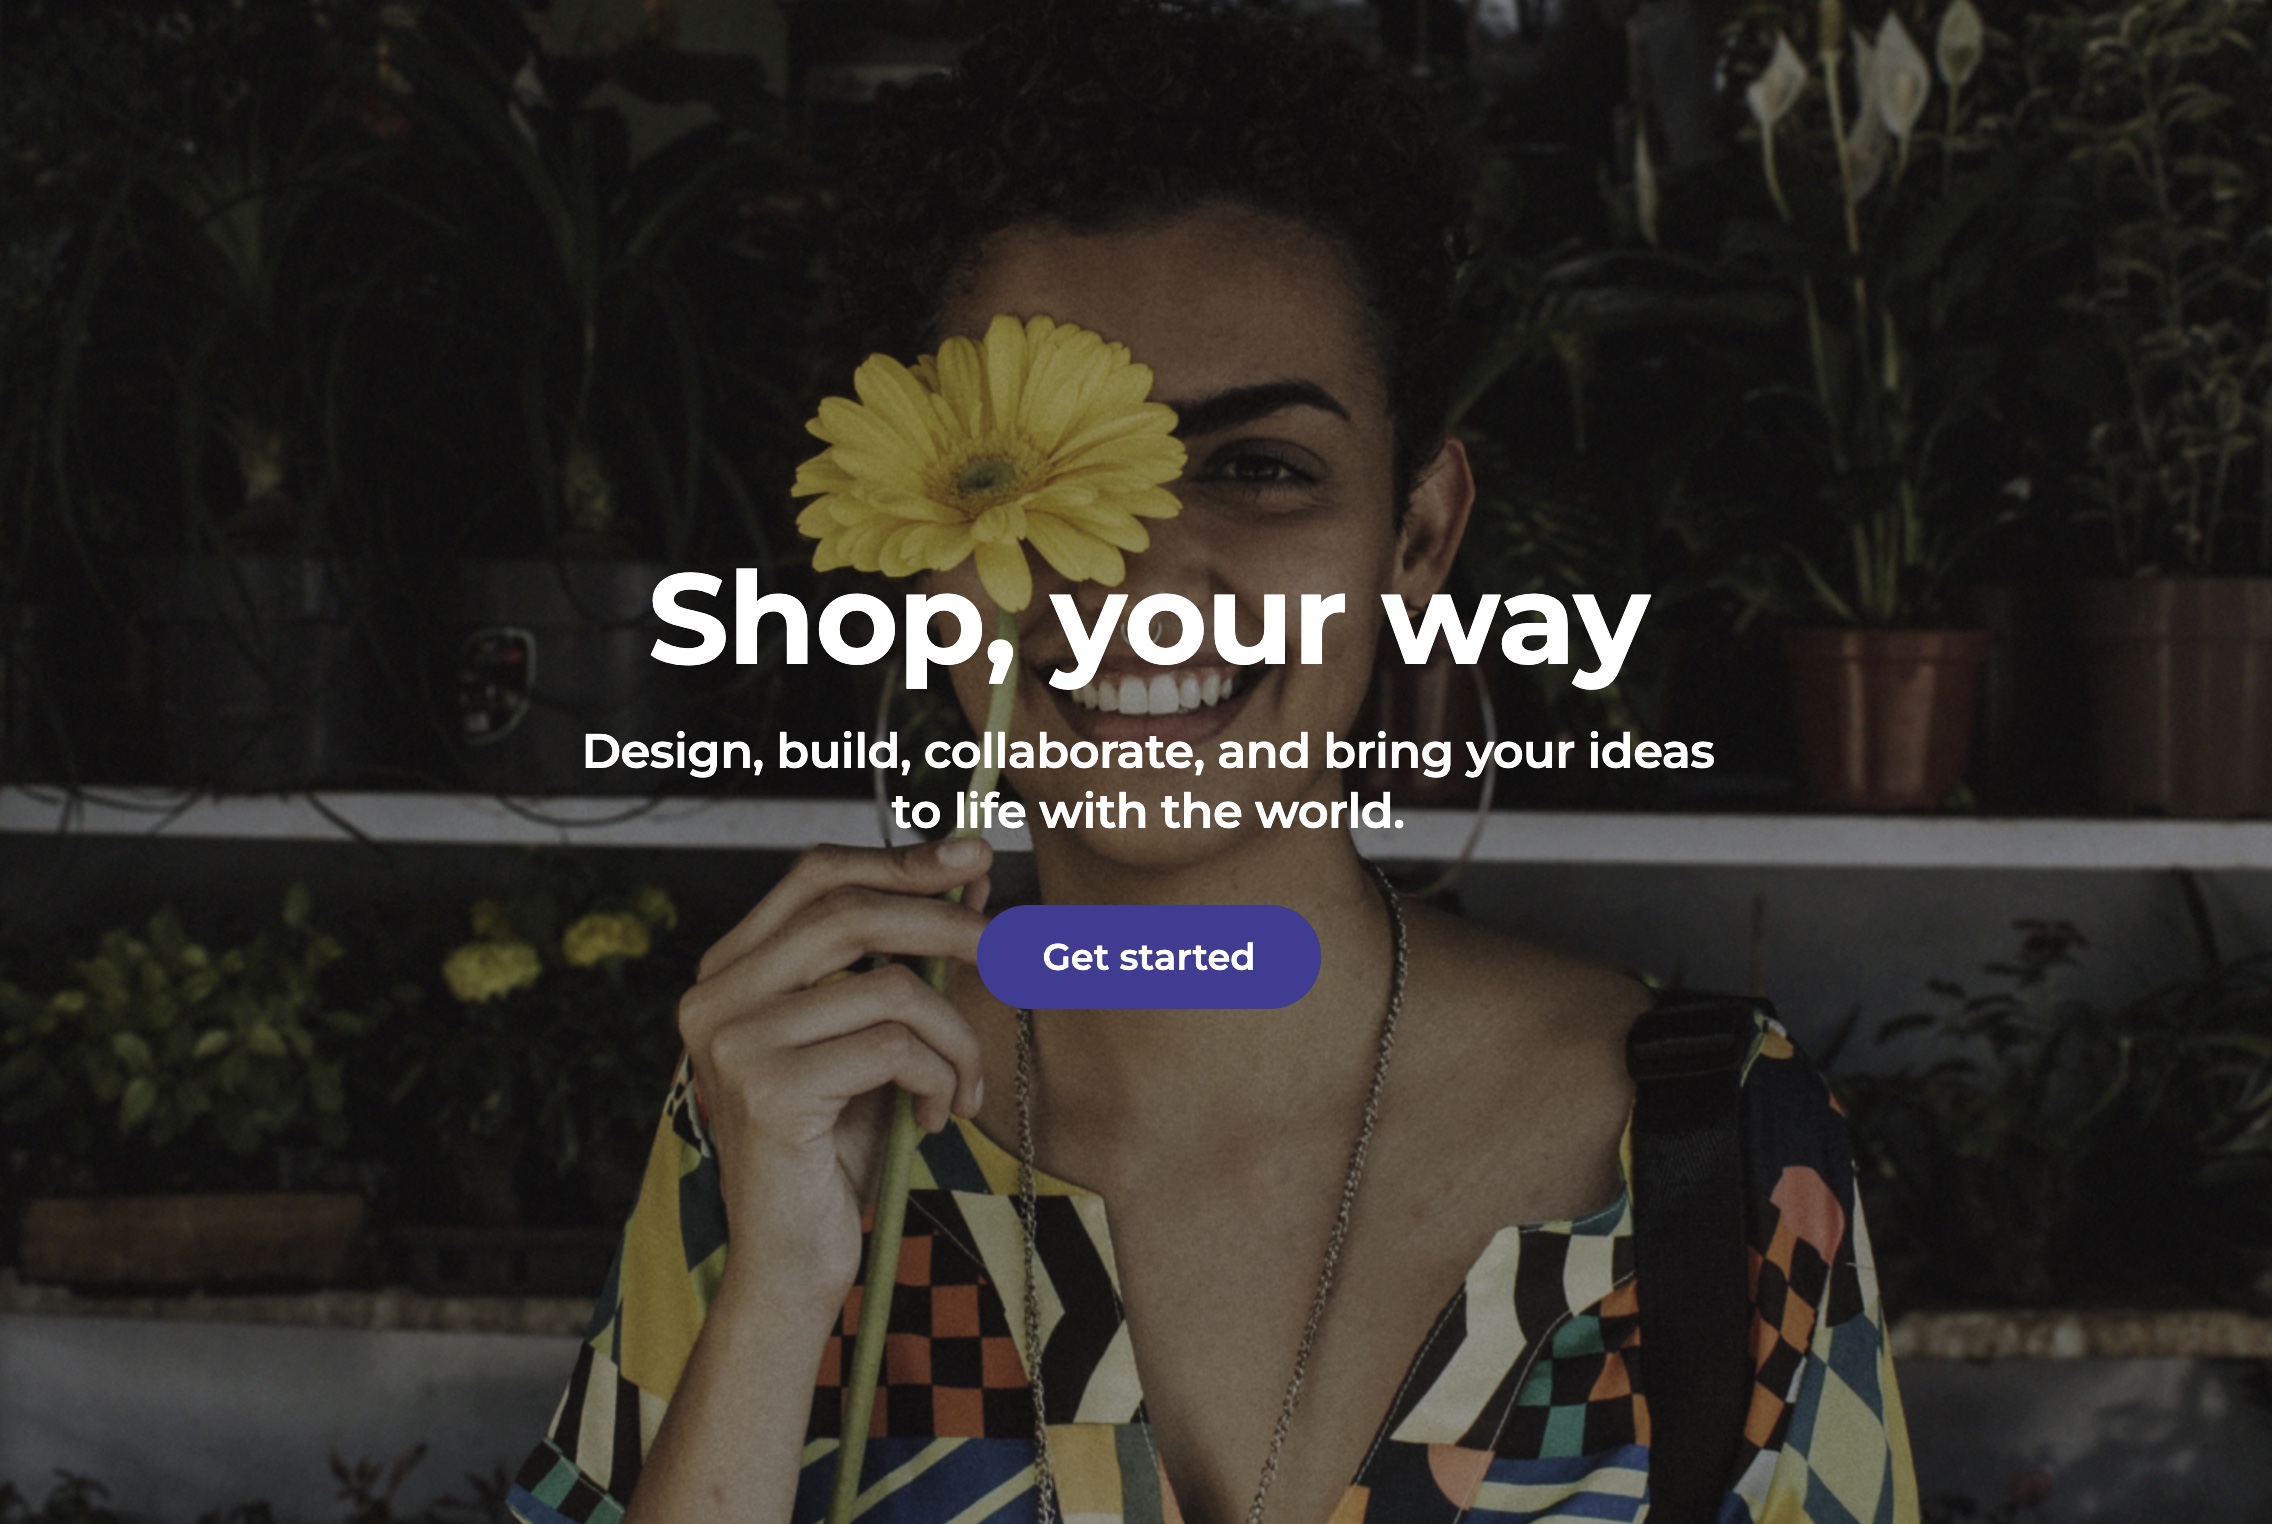 Shop, your way
Design, build, collaborate, and bring your ideas
to life with the world.
Get started